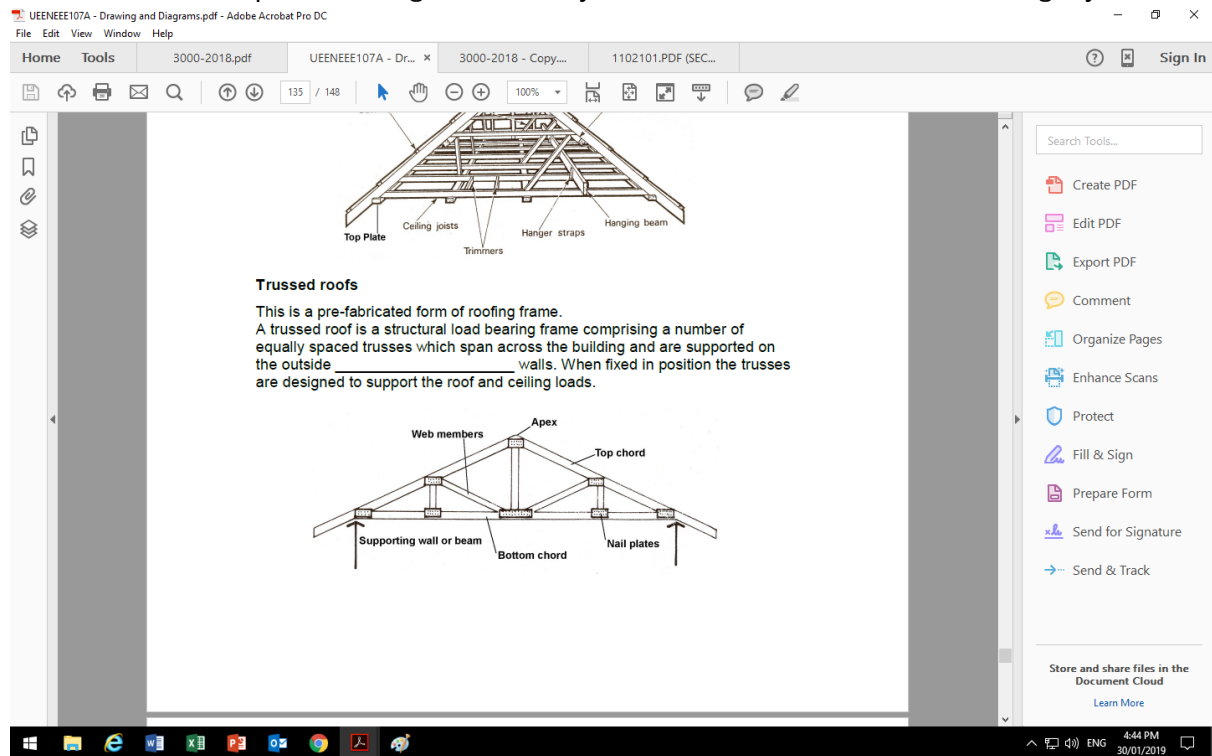 UEENEEE107A - Drawing and Diagrams.pdf - Adobe Acrobat Pro DC
File Edit View Window Help
Home Tools 3000-2018.pdf UEENEEE107A - Dr... × 3000-2018 - Copy.... 1102101.PDF (SEC... Sign In
135 / 148 100%
Top Plate
Ceiling joists
Trimmers
Hanger straps
Hanging beam
Trussed roofs
This is a pre-fabricated form of roofing frame.
A trussed roof is a structural load bearing frame comprising a number of
equally spaced trusses which span across the building and are supported on
the outside ______________________ walls. When fixed in position the trusses
are designed to support the roof and ceiling loads.
Apex
Web members
Top chord
Supporting wall or beam
Bottom chord
Nail plates
Search Tools...
Create PDF
Edit PDF
Export PDF
Comment
Organize Pages
Enhance Scans
Protect
Fill & Sign
Prepare Form
Send for Signature
Send & Track
Store and share files in the
Document Cloud
Learn More
ENG
4:44 PM
30/01/2019